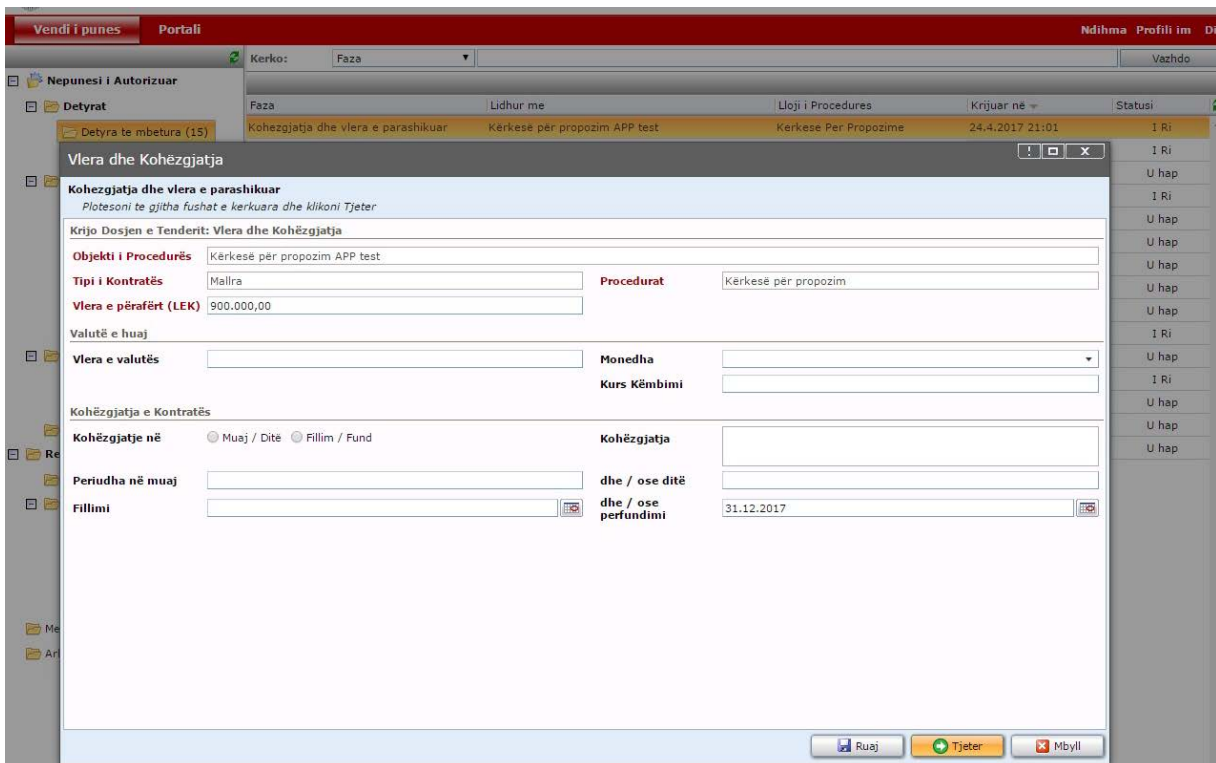 Vendi i punes Portali Ndihma Profili im
Kerko: Faza Vazhdo
Nepunesi i Autorizuar
Detyrat Faza Lidhur me Lloji i Procedures Krijuar në Statusi
Detyra te mbetura (15) Kohezgjatja dhe vlera e parashikuar Kërkesë për propozim APP test Kerkese Per Propozime 24.4.2017 21:01 I Ri
Vlera dhe Kohëzgjatja I Ri
U hap
Kohezgjatja dhe vlera e parashikuar
Plotesoni te gjitha fushat e kerkuara dhe klikoni Tjeter I Ri
U hap
Krijo Dosjen e Tenderit: Vlera dhe Kohëzgjatja
U hap
Objekti i Procedurës Kërkesë për propozim APP test
U hap
Tipi i Kontratës Mallra Procedurat Kërkesë për propozim
U hap
Vlera e përafërt (LEK) 900.000,00
U hap
Valutë e huaj I Ri
Vlera e valutës Monedha U hap
Kurs Këmbimi I Ri
U hap
Kohëzgjatja e Kontratës
U hap
Kohëzgjatje në Muaj / Ditë Fillim / Fund Kohëzgjatja
Re U hap
Periudha në muaj dhe / ose ditë
Fillimi dhe / ose perfundimi 31.12.2017
Me
Ruaj Tjeter Mbyll